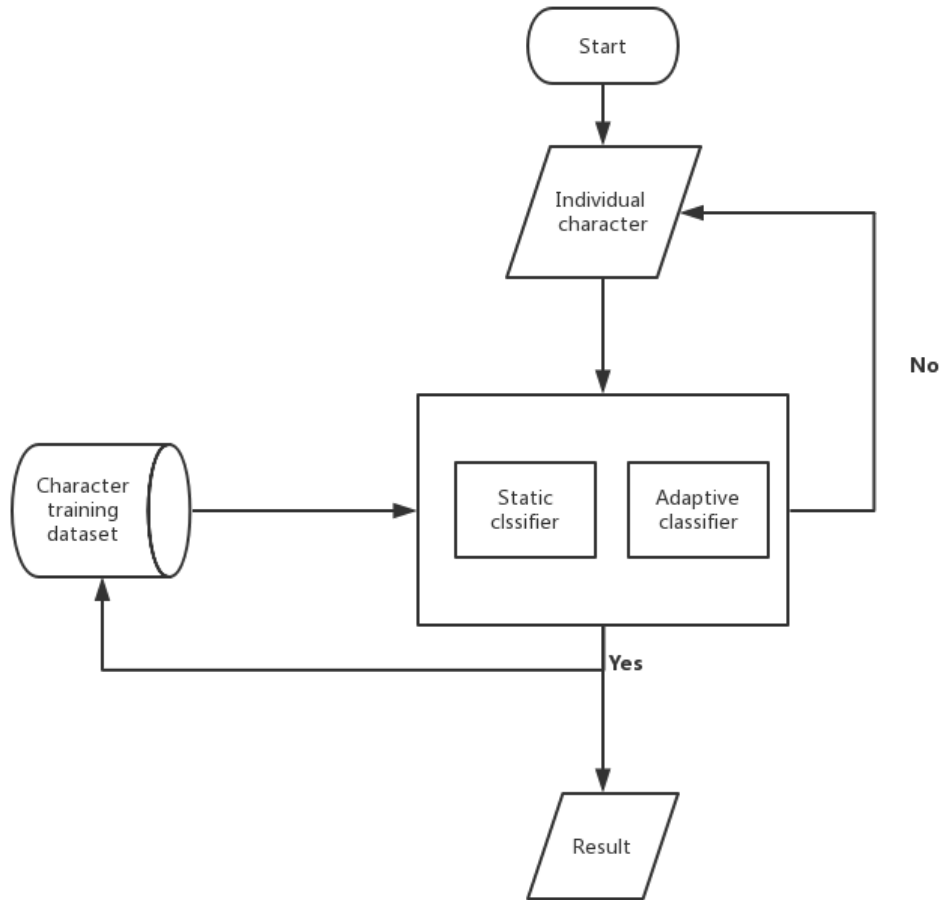 Start
Individual
character
No
Character
training
dataset
Static
clssifier
Adaptive
classifier
Yes
Result